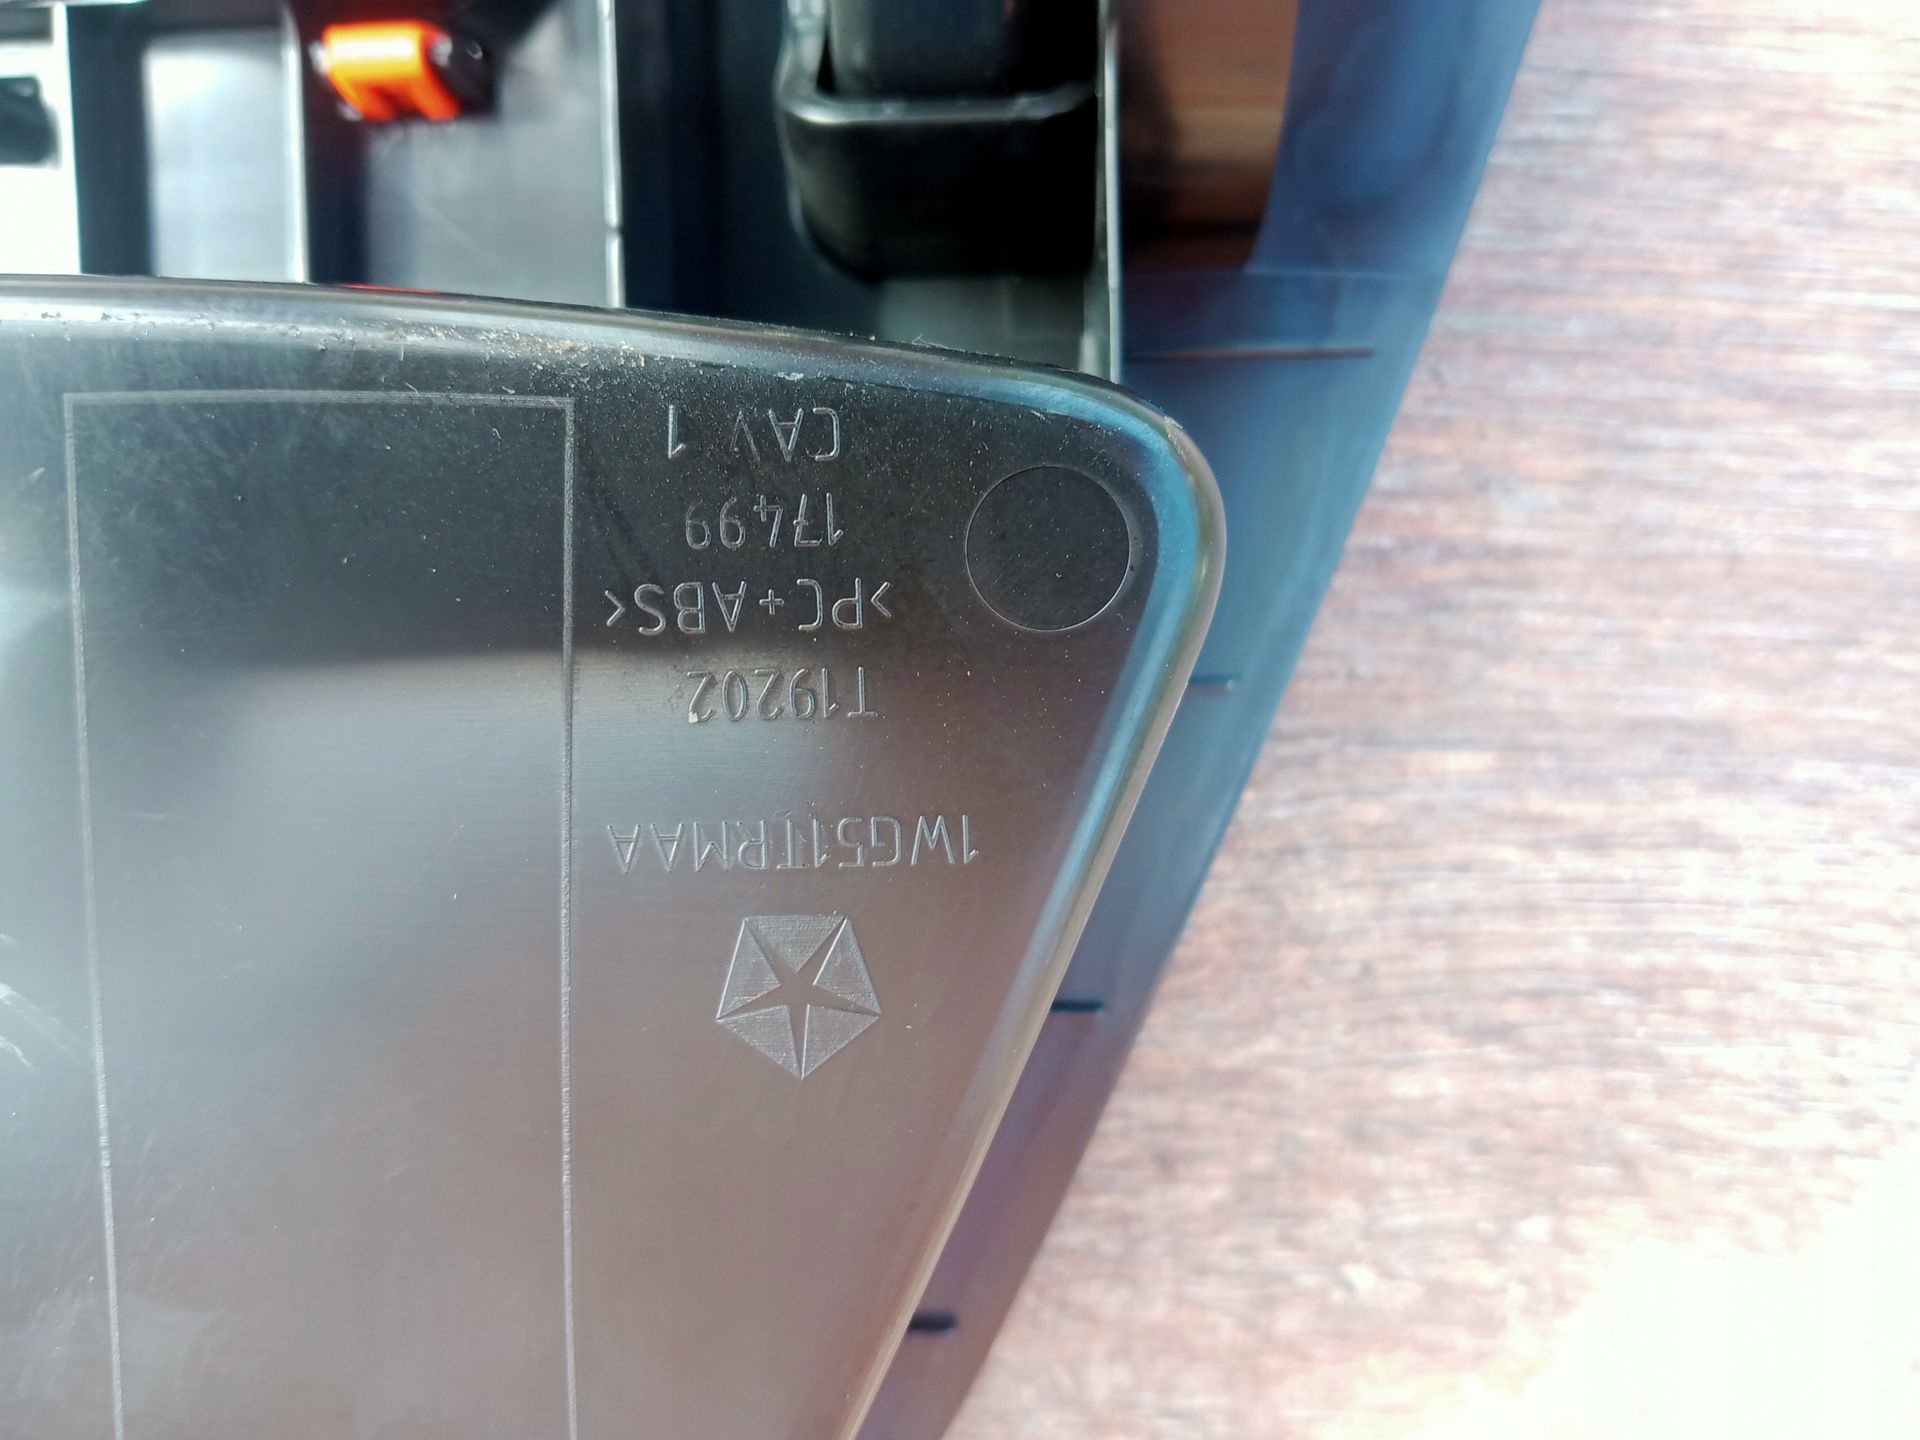 1WG51TRMAA
T19202
>PC+ABS<
17499
CAV 1